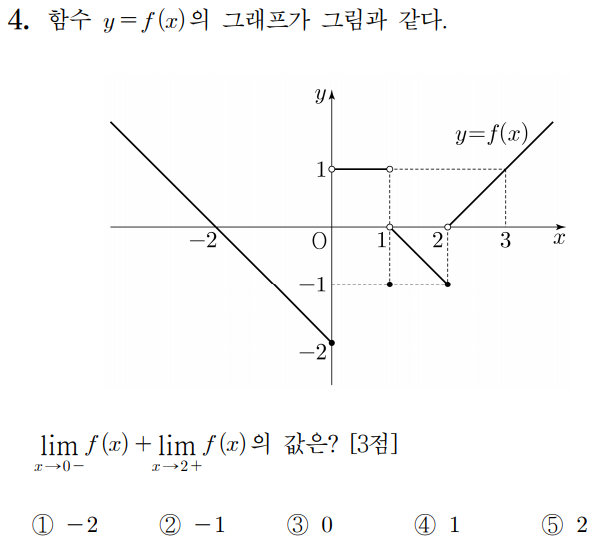 4. 함수 y=f(x)의 그래프가 그림과 같다.
y
y=f(x)
1
-2
O
1
2
3
x
-1
-2
lim f(x)+lim f(x)의 값은? [3점]
x→0- x→2+
① -2 ② -1 ③ 0 ④ 1 ⑤ 2